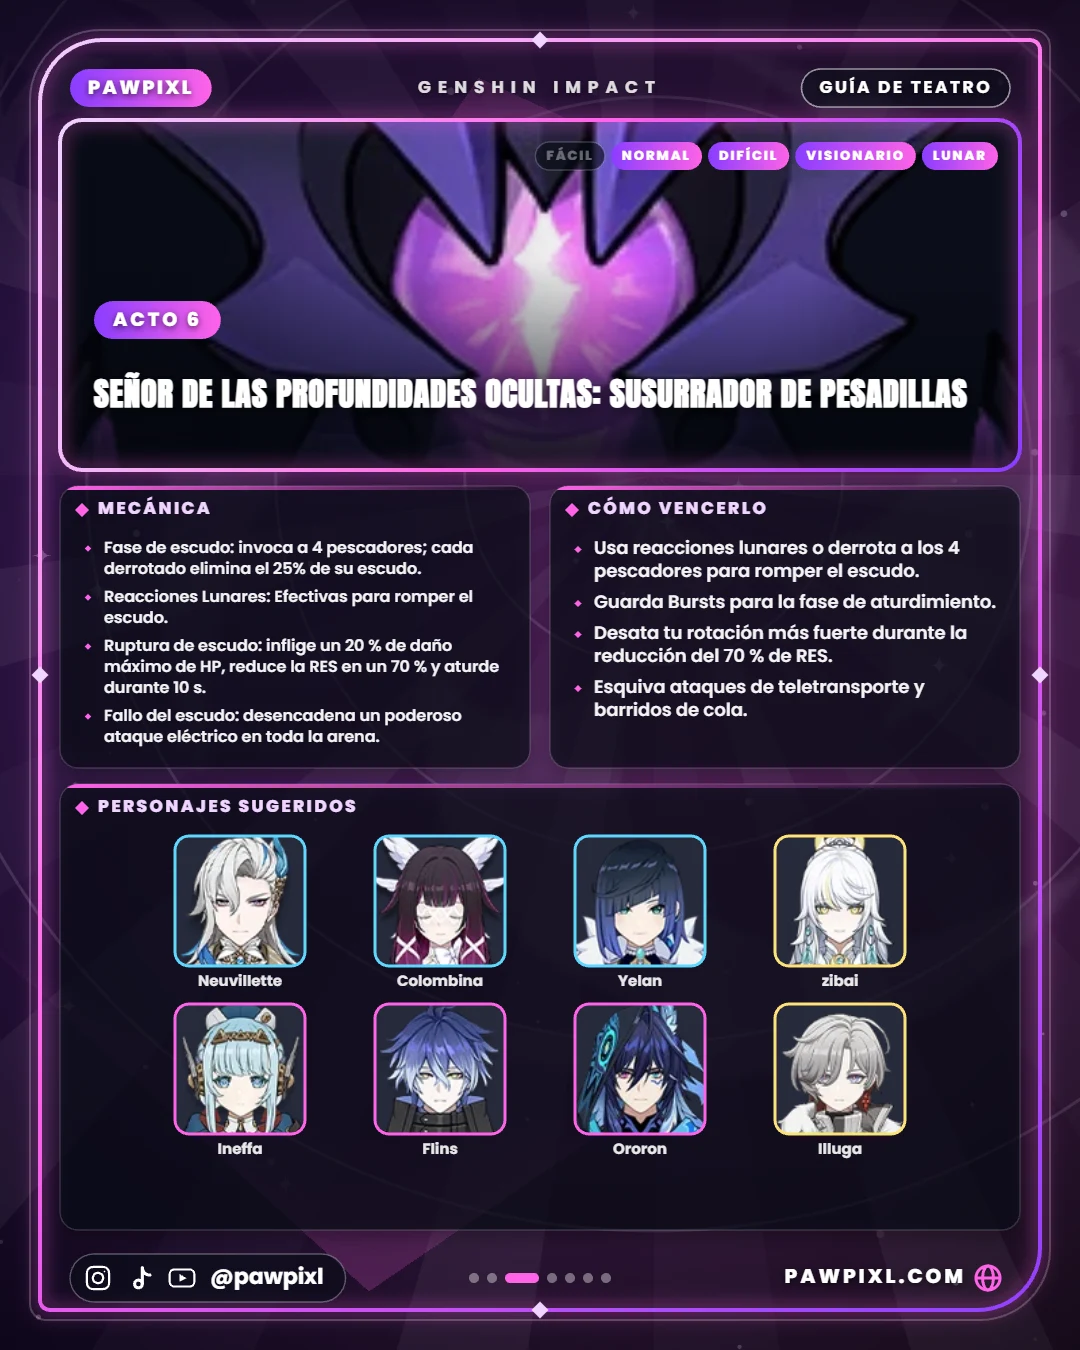 PAWPIXL
GENSHIN IMPACT
GUÍA DE TEATRO
FÁCIL
NORMAL
DIFÍCIL
VISIONARIO
LUNAR
ACTO 6
SEÑOR DE LAS PROFUNDIDADES OCULTAS: SUSURRADOR DE PESADILLAS
MECÁNICA
Fase de escudo: invoca a 4 pescadores; cada
derrotado elimina el 25% de su escudo.
Reacciones Lunares: Efectivas para romper el
escudo.
Ruptura de escudo: inflige un 20 % de daño
máximo de HP, reduce la RES en un 70 % y aturde
durante 10 s.
Fallo del escudo: desencadena un poderoso
ataque eléctrico en toda la arena.
CÓMO VENCERLO
Usa reacciones lunares o derrota a los 4
pescadores para romper el escudo.
Guarda Bursts para la fase de aturdimiento.
Desata tu rotación más fuerte durante la
reducción del 70 % de RES.
Esquiva ataques de teletransporte y
barridos de cola.
PERSONAJES SUGERIDOS
Neuvillette
Colombina
Yelan
zibai
Ineffa
Flins
Ororon
Illuga
@pawpixl
PAWPIXL.COM